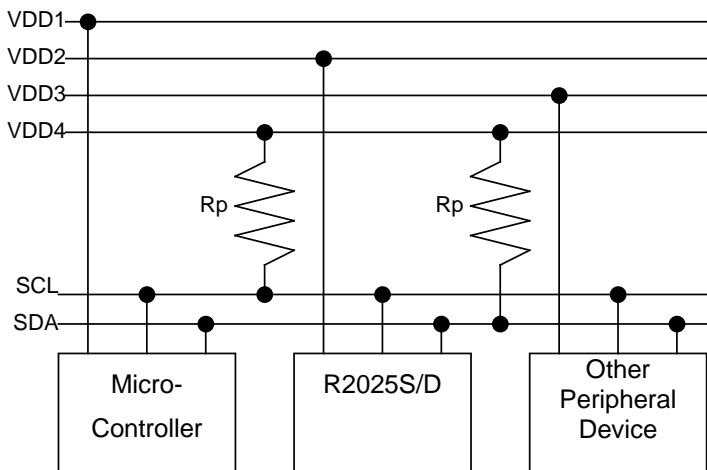 VDD1
VDD2
VDD3
VDD4
Rp
Rp
SCL
SDA
Micro-
Controller
R2025S/D
Other
Peripheral
Device